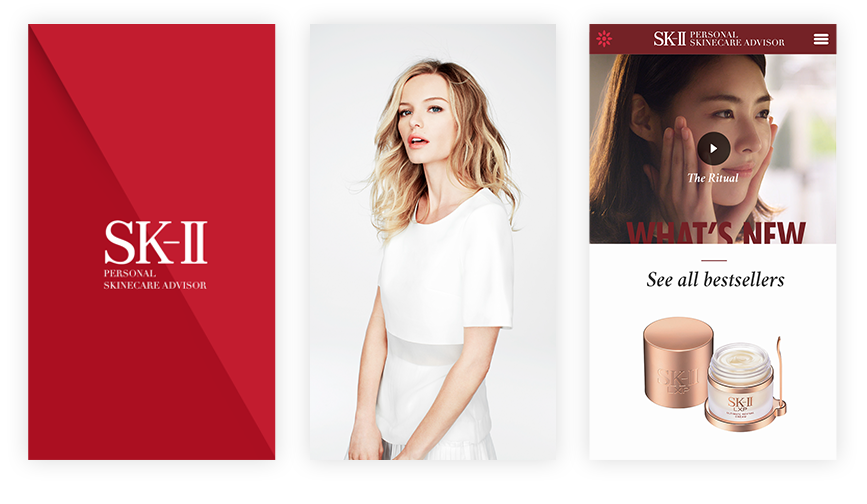 SK-II
PERSONAL
SKINECARE ADVISOR
SK-II PERSONAL
SKINECARE ADVISOR
The Ritual
WHAT'S NEW
See all bestsellers
SK-II
LXP
SK-II
LXP